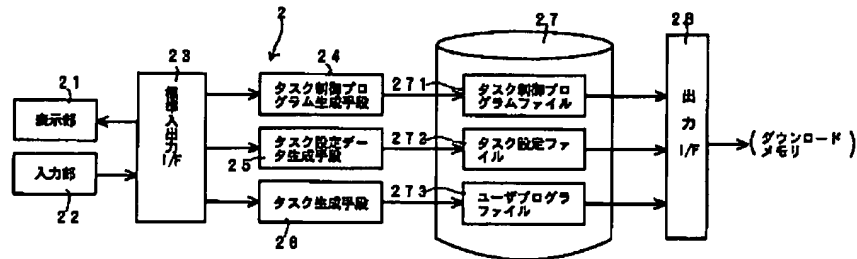 2
27
28
23
24
21
271
タスク制御プロ
グラム生成手段
タスク制御プロ
グラムファイル
表示部
標準入出力
I/F
272
タスク設定デー
タ生成手段
タスク設定ファ
イル
出力
I/F
(ダウンロード
メモリ)
25
入力部
273
22
タスク生成手段
ユーザプログラ
ファイル
26